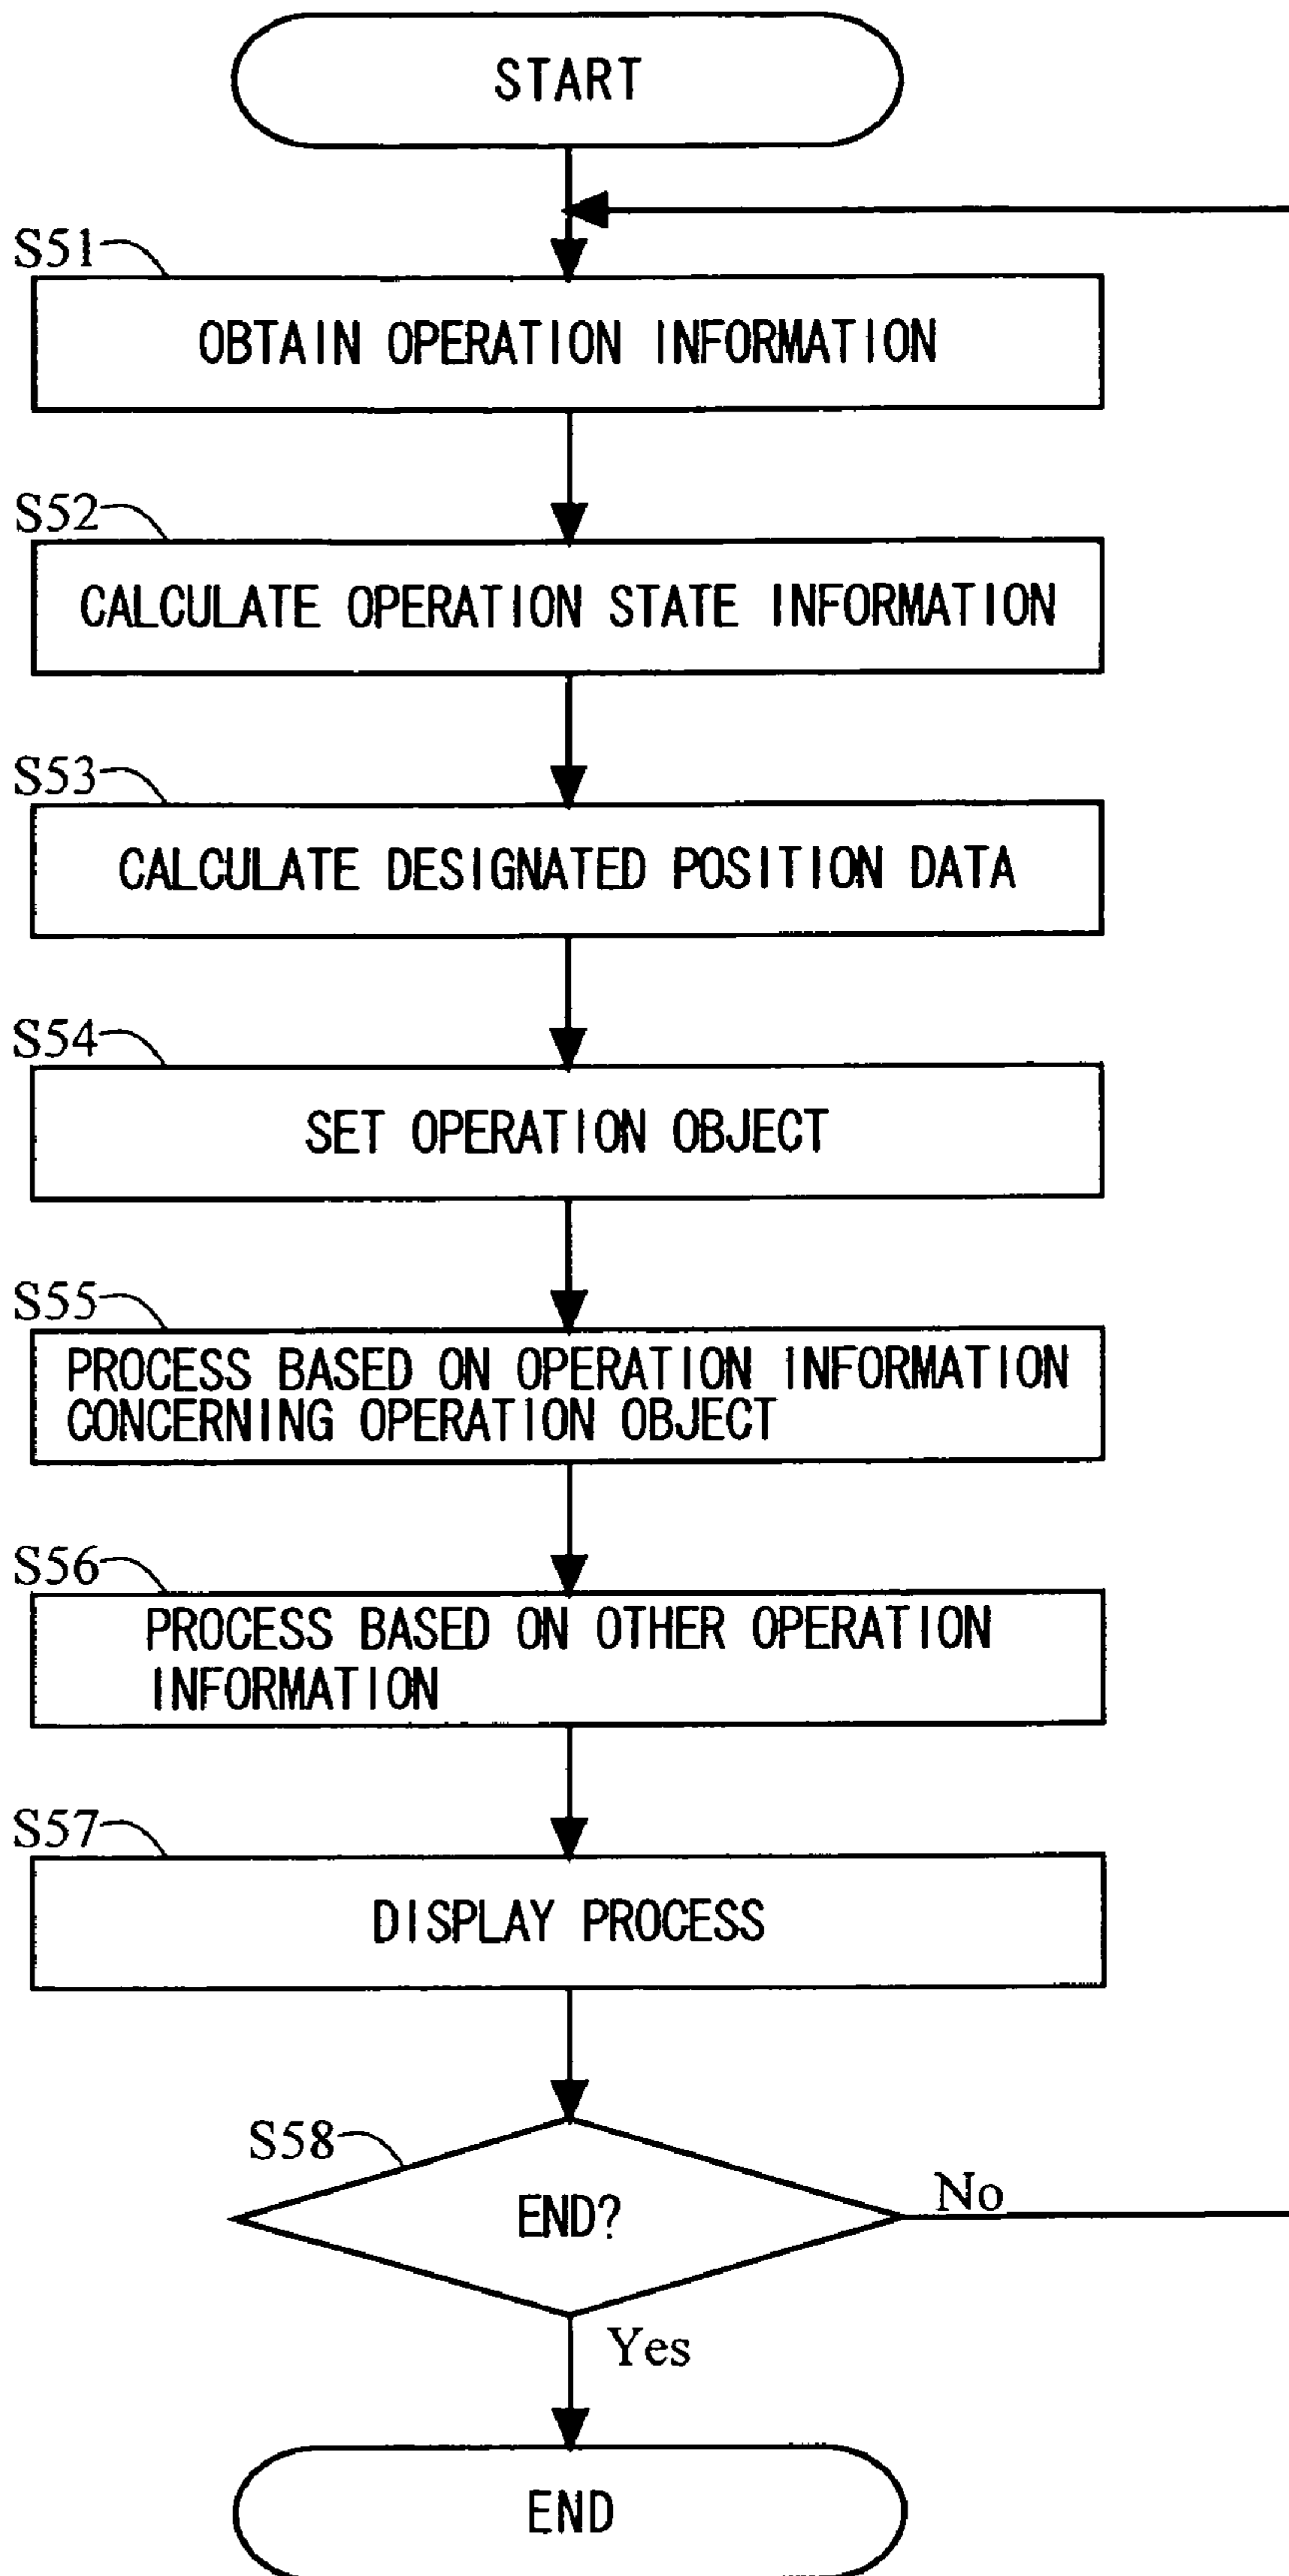 START
S51
OBTAIN OPERATION INFORMATION
S52
CALCULATE OPERATION STATE INFORMATION
S53
CALCULATE DESIGNATED POSITION DATA
S54
SET OPERATION OBJECT
S55
PROCESS BASED ON OPERATION INFORMATION
CONCERNING OPERATION OBJECT
S56
PROCESS BASED ON OTHER OPERATION
INFORMATION
S57
DISPLAY PROCESS
S58
END?
No
Yes
END